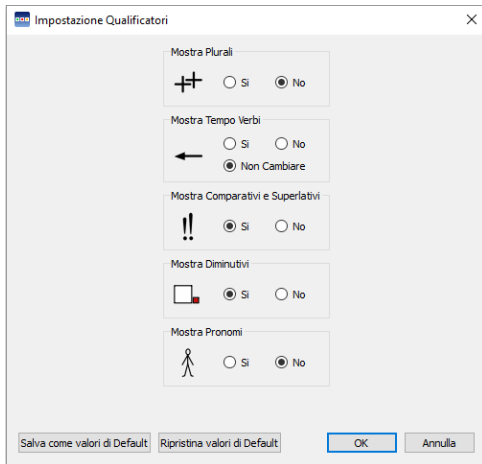 Impostazione Qualificatori
Mostra Plurali
Si No
Mostra Tempo Verbi
Si No
Non Cambiare
Mostra Comparativi e Superlativi
!! Si No
Mostra Diminutivi
Si No
Mostra Pronomi
Si No
Salva come valori di Default Ripristina valori di Default OK Annulla